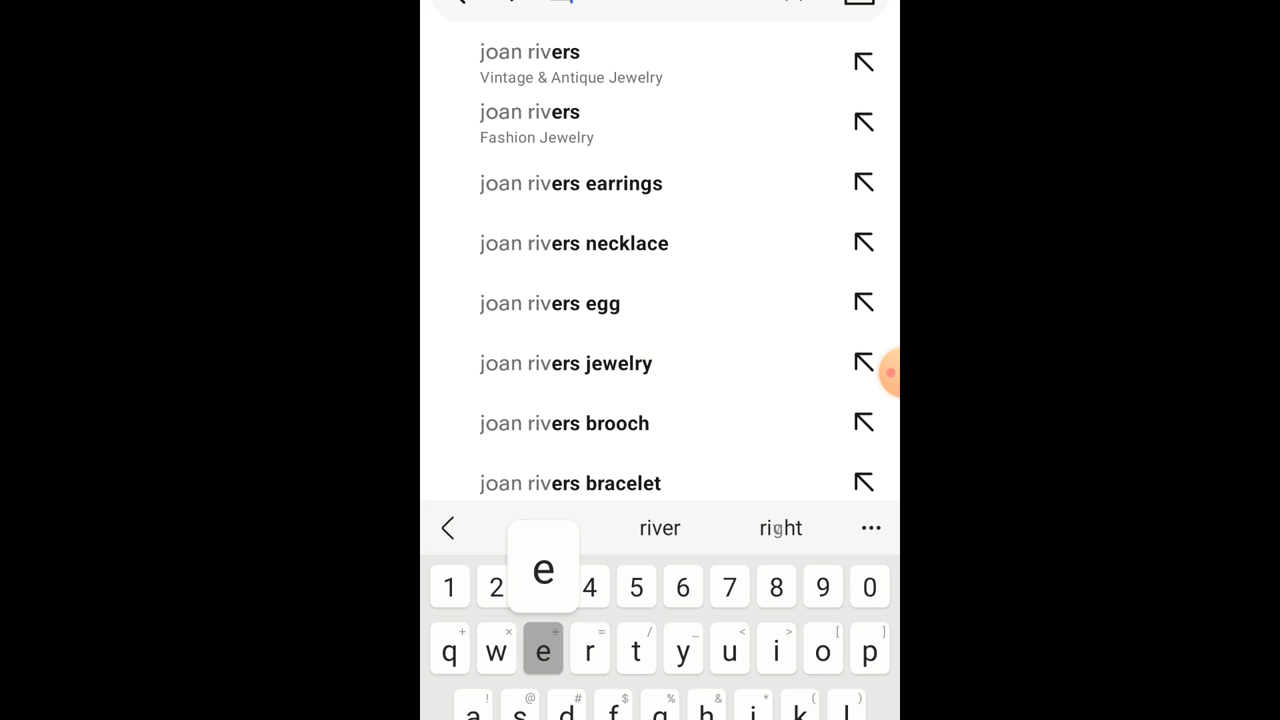 joan rivers
Vintage & Antique Jewelry
joan rivers
Fashion Jewelry
joan rivers earrings
joan rivers necklace
joan rivers egg
joan rivers jewelry
joan rivers brooch
joan rivers bracelet
river right
e
1 2 4 5 6 7 8 9 0
+ × ÷ = / _ < > [ ]
q w e r t y u i o p
! @ # $ % & * ( )
a s d f g h j k l